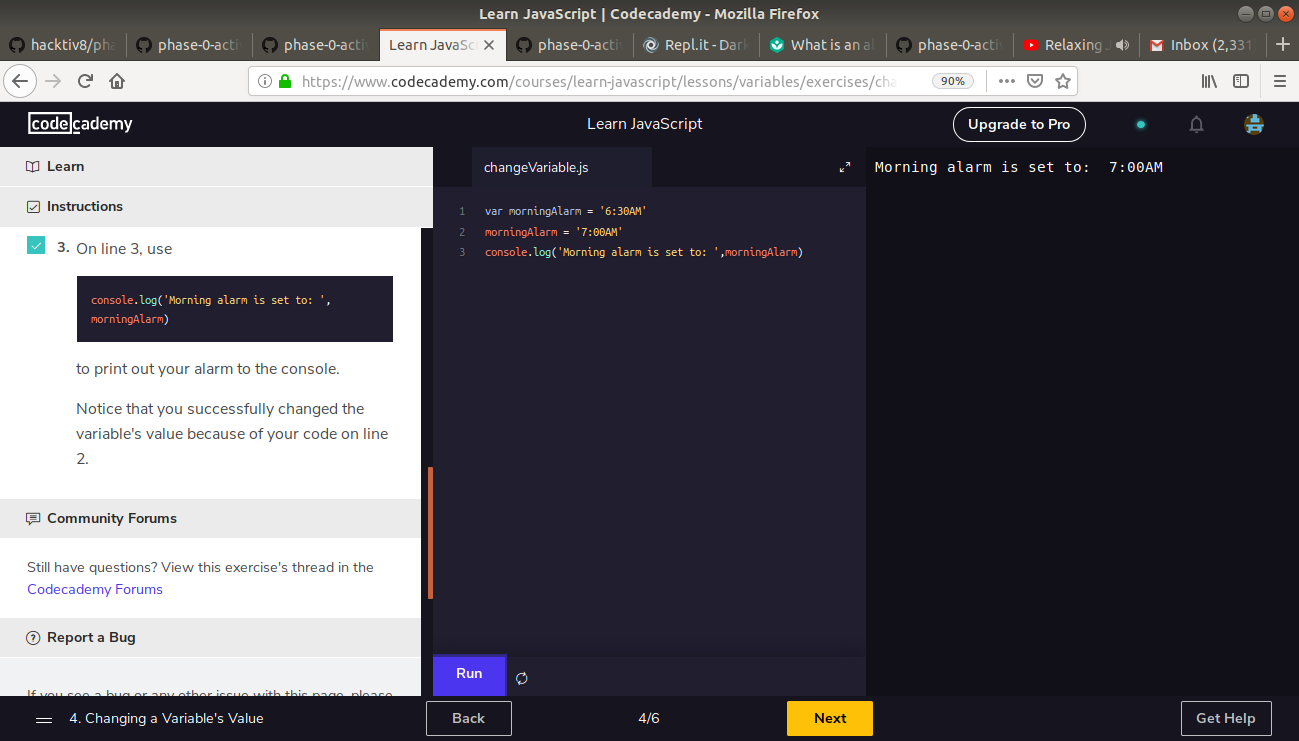 Learn JavaScript | Codecademy - Mozilla Firefox
hacktiv8/pha
phase-0-acti
phase-0-acti
Learn JavaSc
phase-0-acti
Repl.it - Dark
What is an al
phase-0-acti
Relaxing J
Inbox (2,331
https://www.codecademy.com/courses/learn-javascript/lessons/variables/exercises/cha
90%
codecademy
Learn JavaScript
Upgrade to Pro
Learn
Instructions
3. On line 3, use
console.log('Morning alarm is set to: ',
morningAlarm)
to print out your alarm to the console.
Notice that you successfully changed the
variable's value because of your code on line
2.
Community Forums
Still have questions? View this exercise's thread in the
Codecademy Forums
Report a Bug
If you see a bug or any other issue with this page, please
changeVariable.js
1 var morningAlarm = '6:30AM'
2 morningAlarm = '7:00AM'
3 console.log('Morning alarm is set to: ',morningAlarm)
Run
Morning alarm is set to:  7:00AM
4. Changing a Variable's Value
Back
4/6
Next
Get Help